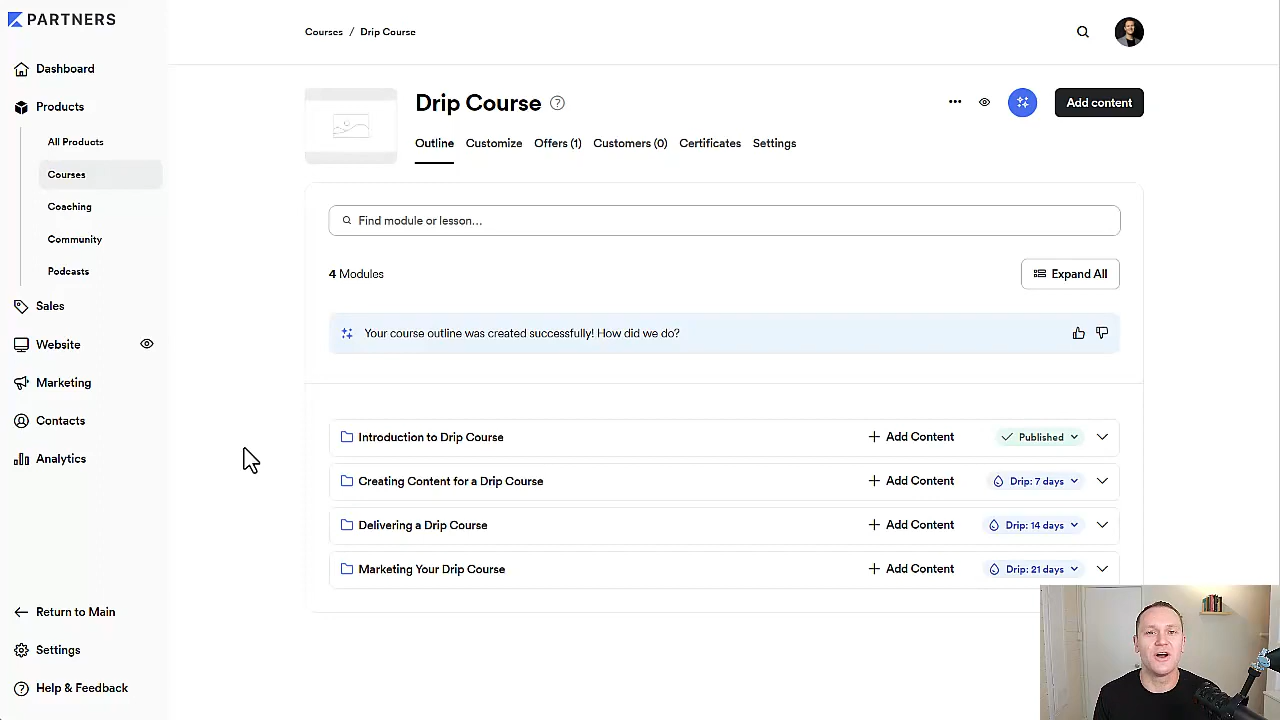 PARTNERS
Courses / Drip Course
Dashboard
Products
All Products
Courses
Coaching
Community
Podcasts
Sales
Website
Marketing
Contacts
Analytics
Return to Main
Settings
Help & Feedback
Drip Course
Add content
Outline Customize Offers (1) Customers (0) Certificates Settings
Find module or lesson...
4 Modules
Expand All
Your course outline was created successfully! How did we do?
Introduction to Drip Course + Add Content Published
Creating Content for a Drip Course + Add Content Drip: 7 days
Delivering a Drip Course + Add Content Drip: 14 days
Marketing Your Drip Course + Add Content Drip: 21 days